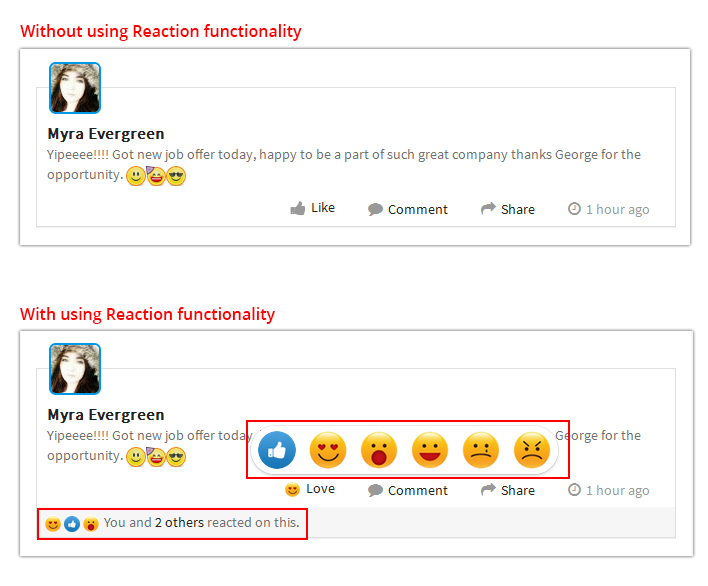 Without using Reaction functionality
Myra Evergreen
Yipeeee!!!! Got new job offer today, happy to be a part of such great company thanks George for the
opportunity.
Like Comment Share 1 hour ago
With using Reaction functionality
Myra Evergreen
Yipeeee!!!! Got new job offer today George for the
opportunity.
Love Comment Share 1 hour ago
You and 2 others reacted on this.